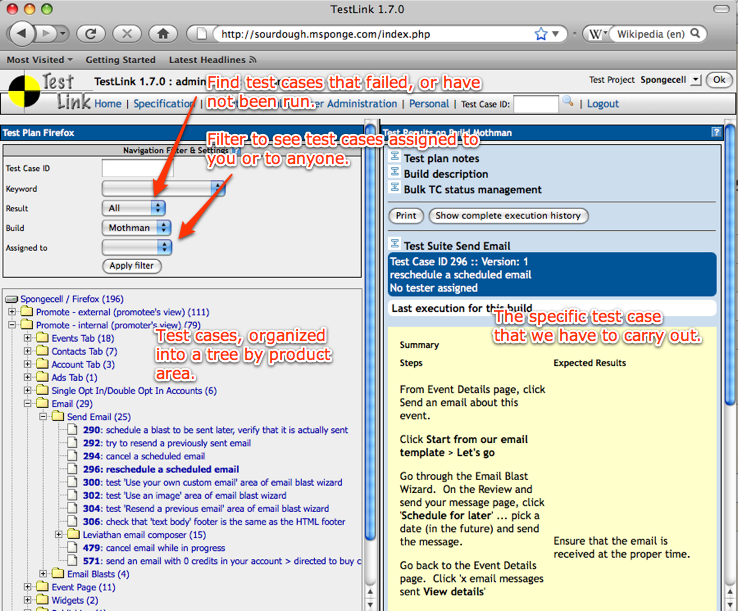 TestLink 1.7.0
http://sourdough.msponge.com/index.php
W
Wikipedia (en)
Most Visited
Getting Started
Latest Headlines
Test Link
TestLink 1.7.0 : admin
Test Project Spongecell Ok
Home | Specification | User Administration | Personal | Test Case ID: | Logout
Find test cases that failed, or have
not been run.
Test Plan Firefox
Navigation Filter & Settings
Filter to see test cases assigned to
you or to anyone.
Test Case ID
Keyword
Result All
Build Mothman
Assigned to
Apply filter
Spongecell / Firefox (196)
Promote - external (promotee's view) (111)
Promote - internal (promoter's view) (79)
Events Tab (18)
Contacts Tab (7)
Account Tab (3)
Ads Tab (1)
Single Opt In/Double Opt In Accounts (6)
Email (29)
Send Email (25)
290: schedule a blast to be sent later, verify that it is actually sent
292: try to resend a previously sent email
294: cancel a scheduled email
296: reschedule a scheduled email
300: test 'Use your own custom email' area of email blast wizard
302: test 'Use an image' area of email blast wizard
304: test 'Resend a previous email' area of email blast wizard
306: check that 'text body' footer is the same as the HTML footer
Leviathan email composer (15)
479: cancel email while in progress
571: send an email with 0 credits in your account > directed to buy c
Email Blasts (4)
Event Page (11)
Widgets (2)
Test cases, organized
into a tree by product
area.
Test Results on Build Mothman
?
Test plan notes
Build description
Bulk TC status management
Print
Show complete execution history
Test Suite Send Email
Test Case ID 296 :: Version: 1
reschedule a scheduled email
No tester assigned
Last execution for this build
The specific test case
that we have to carry out.
Summary
Steps
Expected Results
From Event Details page, click
Send an email about this
event.
Click Start from our email
template > Let's go
Go through the Email Blast
Wizard. On the Review and
send your message page, click
'Schedule for later' ... pick a
date (in the future) and send
the message.
Ensure that the email is
received at the proper time.
Go back to the Event Details
page. Click 'x email messages
sent View details'